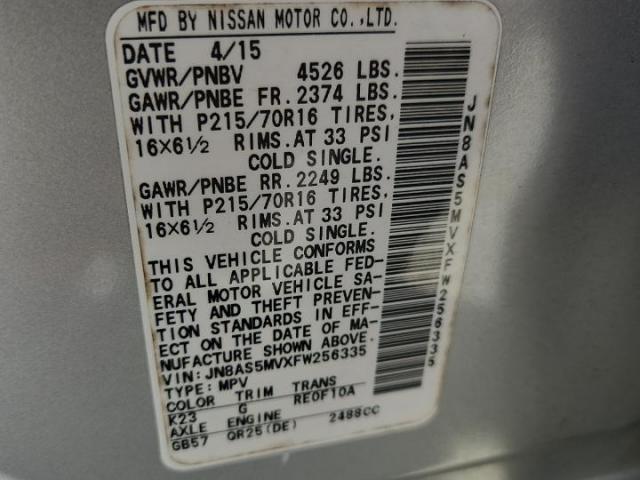 MFD BY NISSAN MOTOR CO.,LTD.
DATE 4/15
GVWR/PNBV 4526 LBS.
GAWR/PNBE FR. 2374 LBS.
WITH P215/70R16 TIRES,
16X6½ RIMS.AT 33 PSI
COLD SINGLE.
GAWR/PNBE RR. 2249 LBS.
WITH P215/70R16 TIRES,
16X6½ RIMS.AT 33 PSI
COLD SINGLE.
THIS VEHICLE CONFORMS
TO ALL APPLICABLE FED-
ERAL MOTOR VEHICLE SA-
FETY AND THEFT PREVEN-
TION STANDARDS IN EFF-
ECT ON THE DATE OF MA-
NUFACTURE SHOWN ABOVE.
VIN: JN8AS5MVXFW256335
TYPE: MPV
COLOR TRIM TRANS
K23 G RE0F10A
AXLE ENGINE
GB57 QR25(DE) 2488CC
JN8AS5MVXFW256335